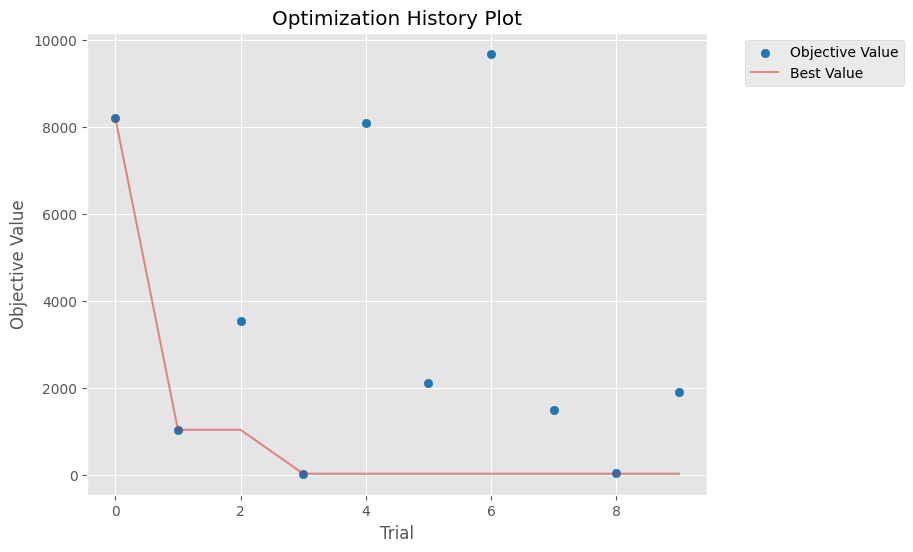 Optimization History Plot
Objective Value
Best Value
10000
8000
6000
4000
2000
0
Objective Value
0 2 4 6 8
Trial